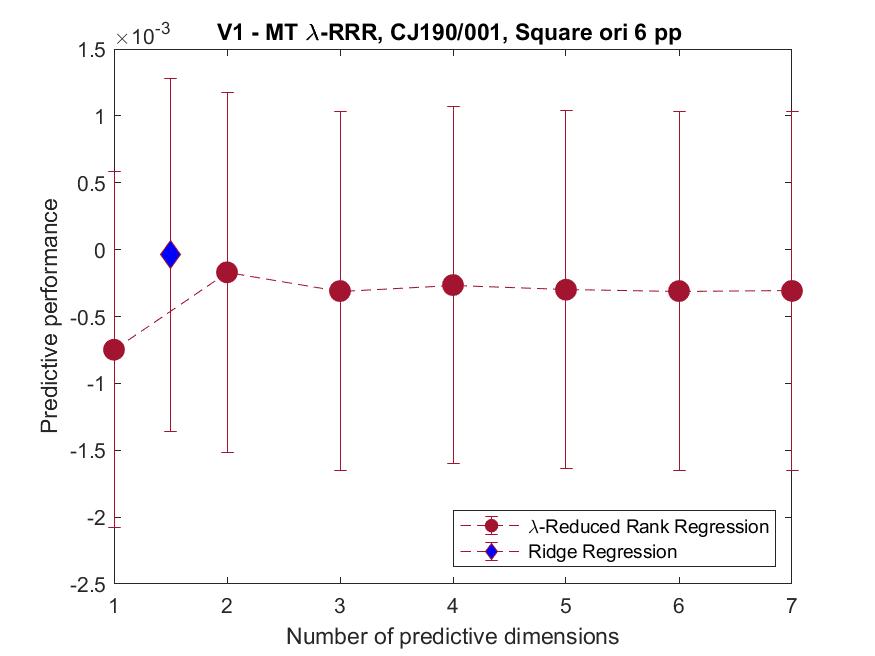 ×10-3
V1 - MT λ-RRR, CJ190/001, Square ori 6 pp
1.5
1
0.5
0
-0.5
-1
-1.5
-2
-2.5
Predictive performance
λ-Reduced Rank Regression
Ridge Regression
1 2 3 4 5 6 7
Number of predictive dimensions